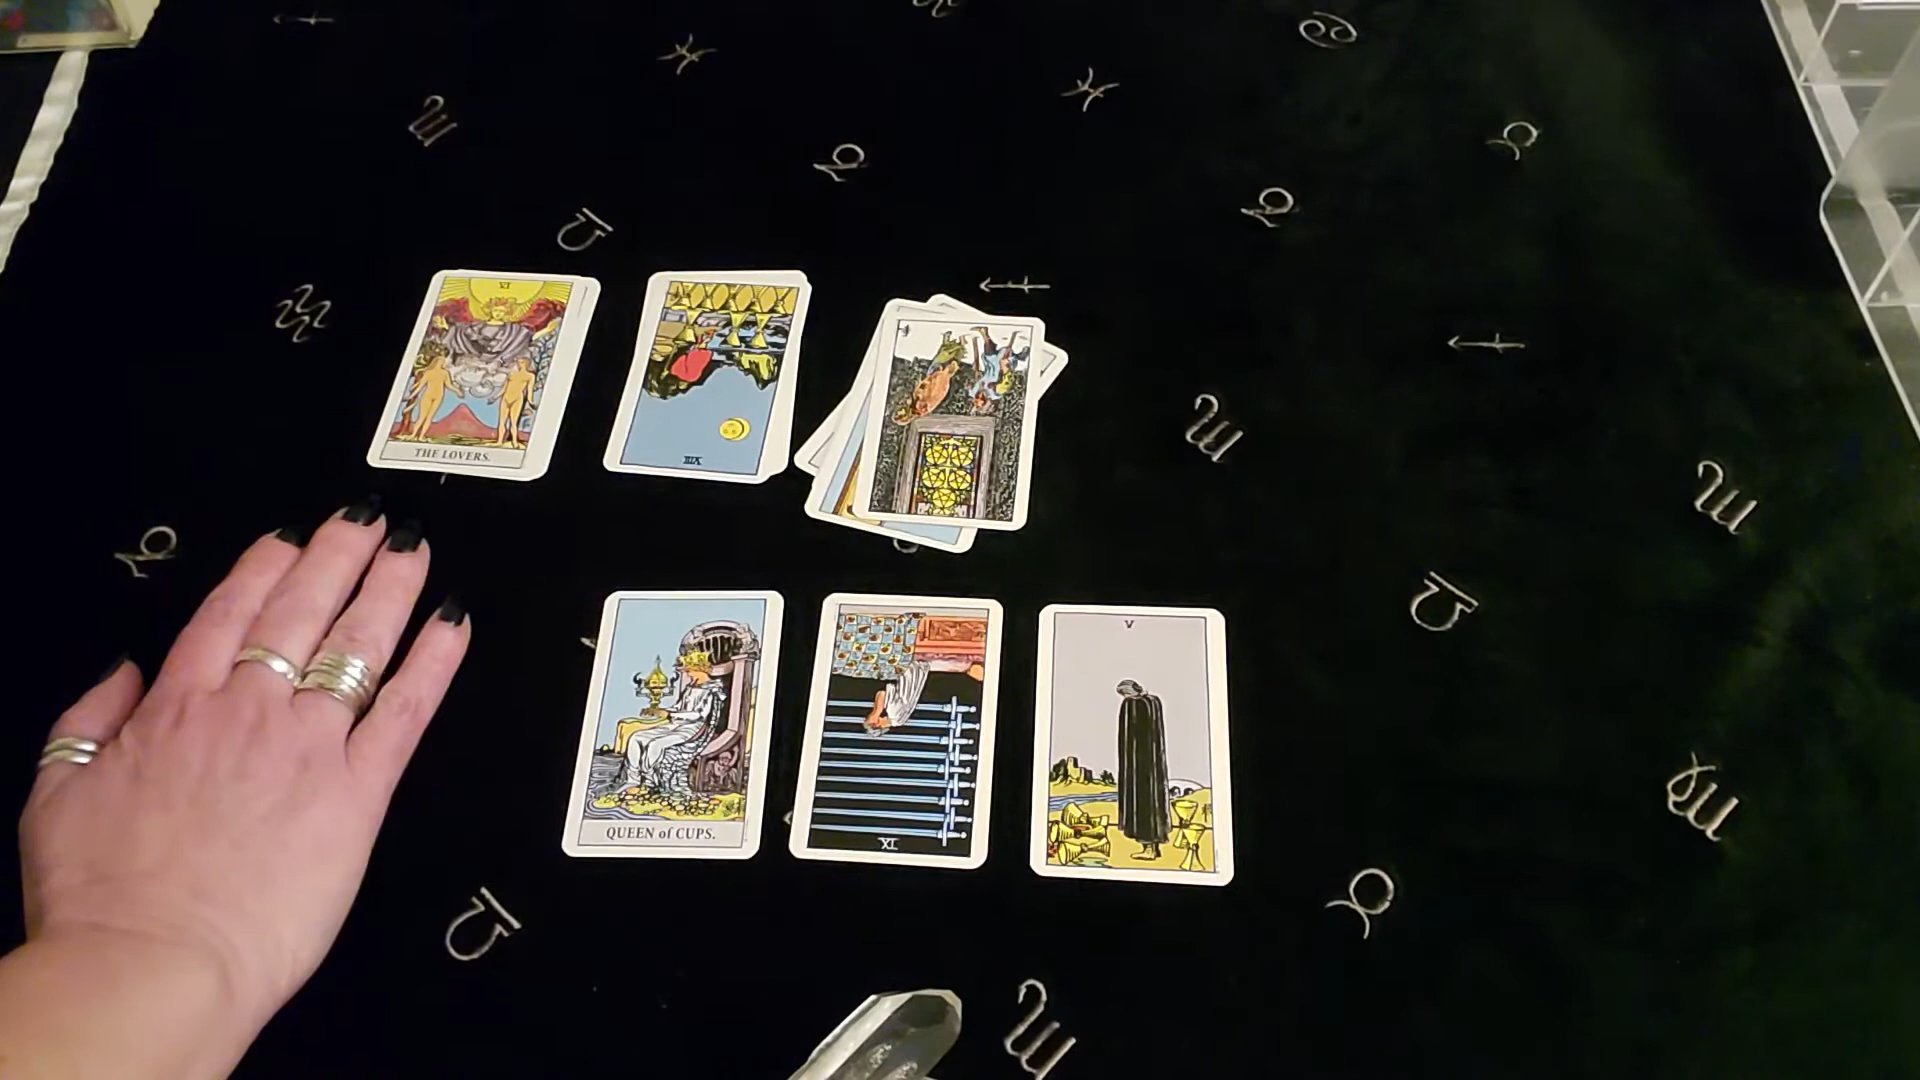 VI
THE LOVERS.
VIII
QUEEN of CUPS.
IX
V